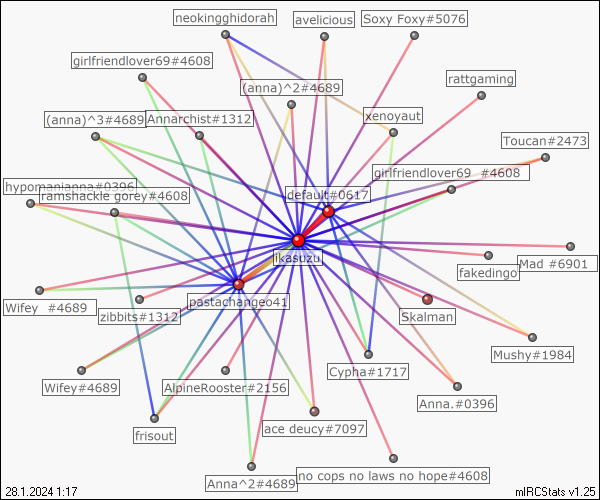 neokingghidorah
avelicious
Soxy Foxy#5076
girlfriendlover69#4608
rattgaming
(anna)^2#4689
(anna)^3#4689
Annarchist#1312
xenoyaut
Toucan#2473
girlfriendlover69 #4608
hypomanianna#0396
ramshackle gorey#4608
default#0617
ikasuzu
fakedingo
Mad #6901
Wifey #4689
zibbits#1312
pastachangeo41
Skalman
Mushy#1984
Cypha#1717
Wifey#4689
AlpineRooster#2156
Anna.#0396
frisout
ace deucy#7097
Anna^2#4689
no cops no laws no hope#4608
28.1.2024 1:17
mIRCStats v1.25